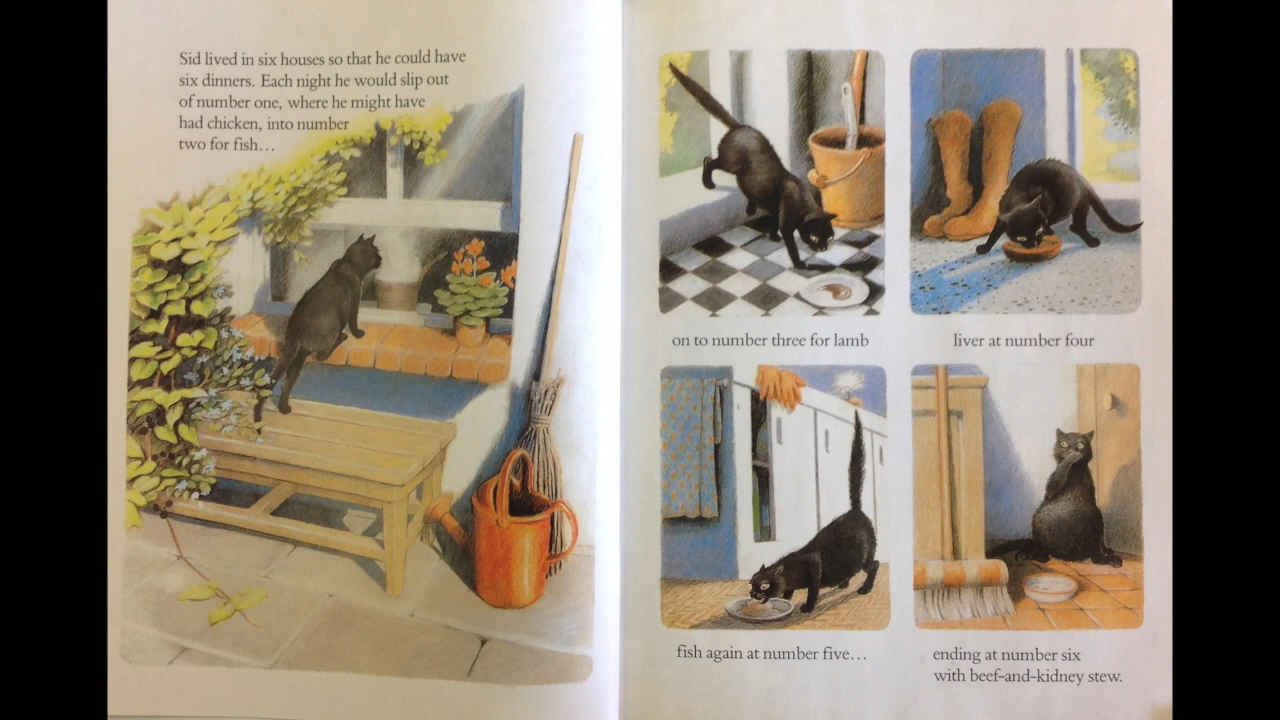 Sid lived in six houses so that he could have
six dinners. Each night he would slip out
of number one, where he might have
had chicken, into number
two for fish…
on to number three for lamb
liver at number four
fish again at number five…
ending at number six
with beef-and-kidney stew.